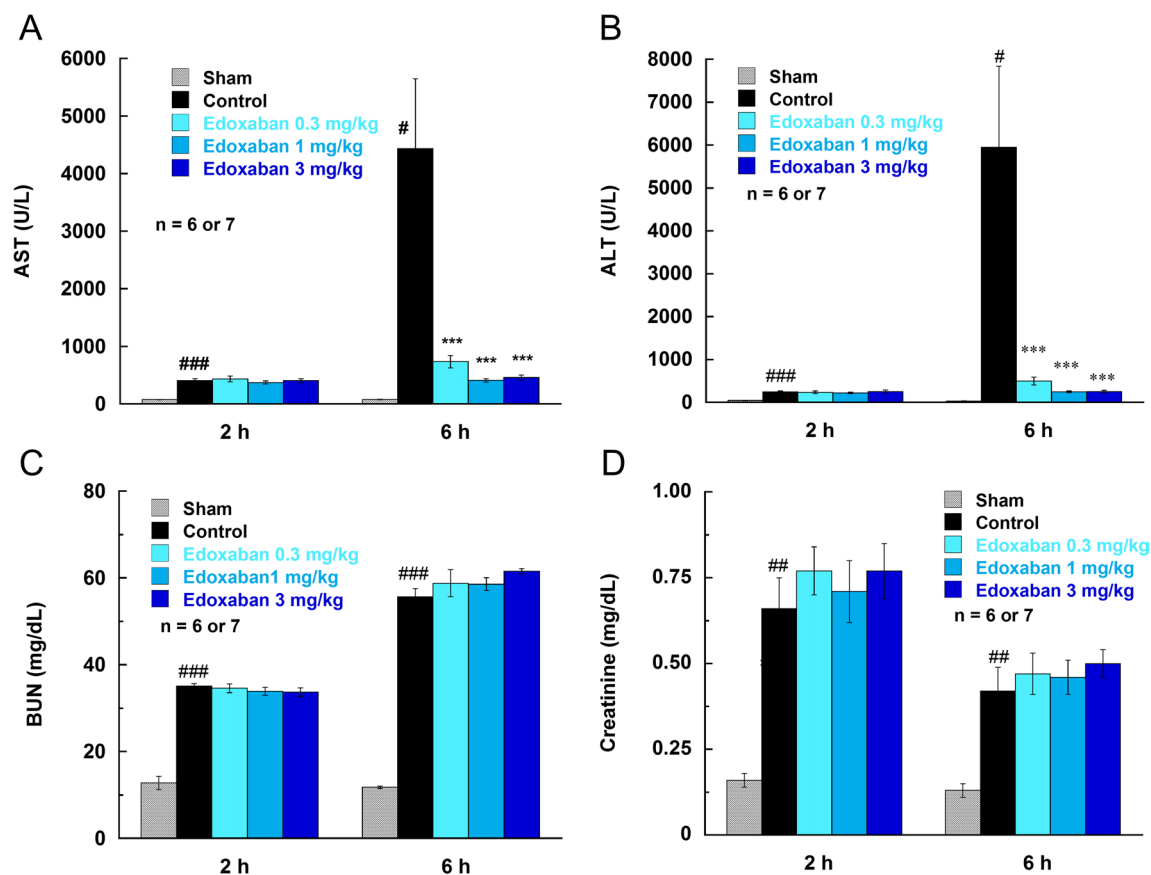 A
AST (U/L)
6000
5000
4000
3000
2000
1000
0
Sham
Control
Edoxaban 0.3 mg/kg
Edoxaban 1 mg/kg
Edoxaban 3 mg/kg
n = 6 or 7
###
#
***
***
***
2 h
6 h
B
ALT (U/L)
8000
7000
6000
5000
4000
3000
2000
1000
0
Sham
Control
Edoxaban 0.3 mg/kg
Edoxaban 1 mg/kg
Edoxaban 3 mg/kg
n = 6 or 7
###
#
***
***
***
2 h
6 h
C
BUN (mg/dL)
80
60
40
20
0
Sham
Control
Edoxaban 0.3 mg/kg
Edoxaban1 mg/kg
Edoxaban 3 mg/kg
n = 6 or 7
###
###
2 h
6 h
D
Creatinine (mg/dL)
1.00
0.75
0.50
0.25
0
Sham
Control
Edoxaban 0.3 mg/kg
Edoxaban 1 mg/kg
Edoxaban 3 mg/kg
n = 6 or 7
##
##
2 h
6 h